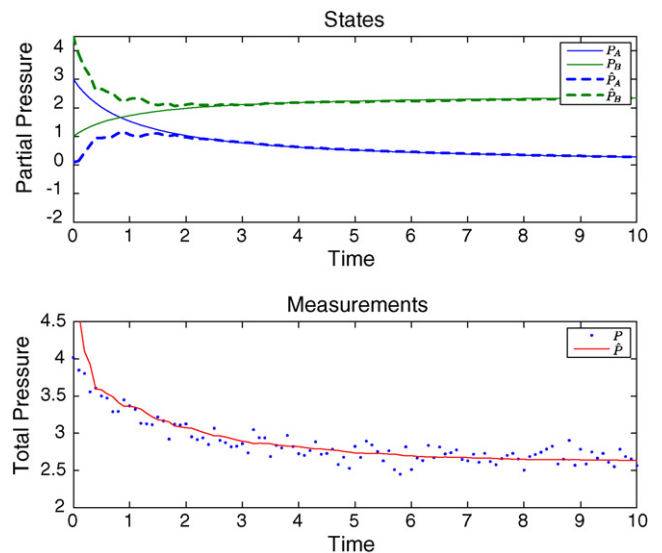 States
4
3
2
1
0
-1
-2
Partial Pressure
P_A
P_B
P̂_A
P̂_B
0 1 2 3 4 5 6 7 8 9 10
Time
Measurements
4.5
4
3.5
3
2.5
2
Total Pressure
P
P̂
0 1 2 3 4 5 6 7 8 9 10
Time